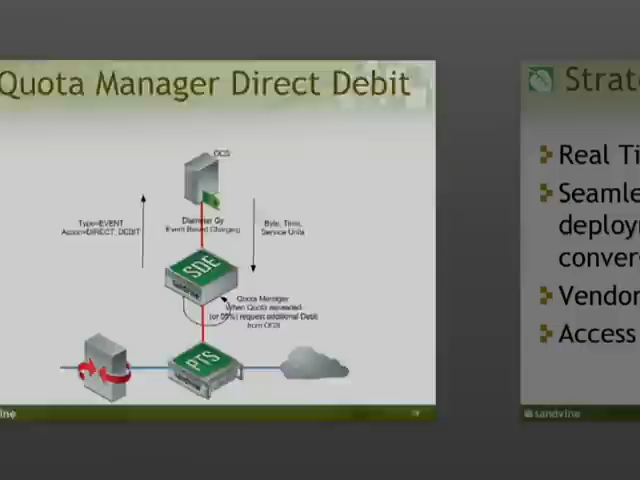 Quota Manager Direct Debit
OCS
Type=EVENT
Action=DIRECT_DEBIT
Diameter Gy
Event Based Charging
Byte, Time,
Service Units
SDE
Quota Manager
When Quota exceeded
(or 95%) request additional Debit
from OCS
PTS
Strat
Real Ti
Seamle
deploy
conver
Vendor
Access
sandvine